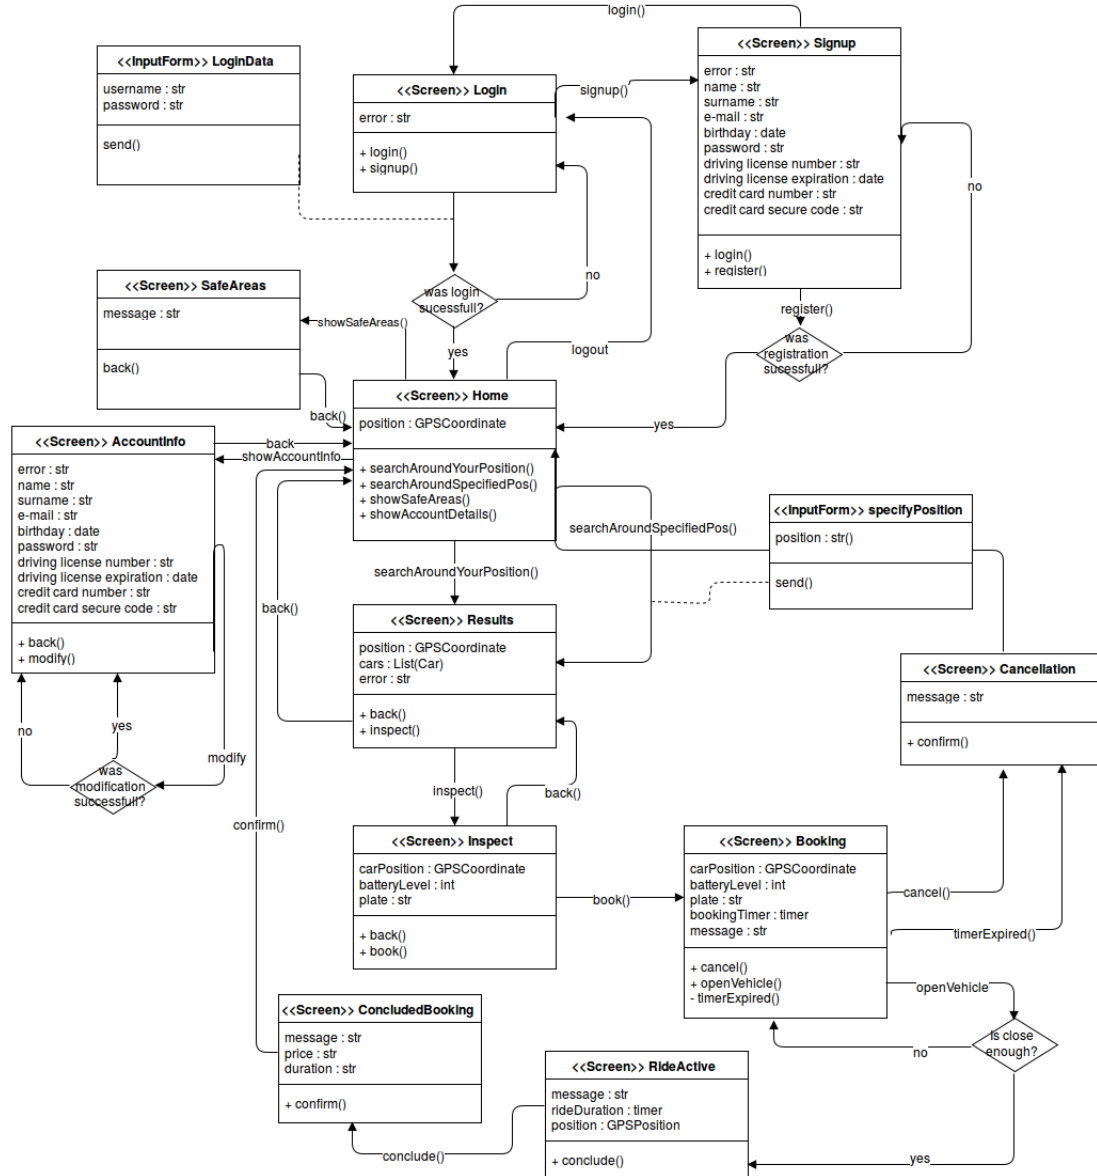 login()
<<Screen>> Signup
error : str
name : str
surname : str
e-mail : str
birthday : date
password : str
driving license number : str
driving license expiration : date
credit card number : str
credit card secure code : str
+ login()
+ register()
<<InputForm>> LoginData
username : str
password : str
send()
<<Screen>> Login
error : str
+ login()
+ signup()
signup()
no
no
was login
sucessfull?
yes
register()
was
registration
sucessfull?
yes
<<Screen>> SafeAreas
message : str
back()
showSafeAreas()
logout
back()
<<Screen>> Home
position : GPSCoordinate
+ searchAroundYourPosition()
+ searchAroundSpecifiedPos()
+ showSafeAreas()
+ showAccountDetails()
<<Screen>> AccountInfo
error : str
name : str
surname : str
e-mail : str
birthday : date
password : str
driving license number : str
driving license expiration : date
credit card number : str
credit card secure code : str
+ back()
+ modify()
back
showAccountInfo
searchAroundSpecifiedPos()
<<InputForm>> specifyPosition
position : str()
send()
searchAroundYourPosition()
back()
<<Screen>> Results
position : GPSCoordinate
cars : List(Car)
error : str
+ back()
+ inspect()
<<Screen>> Cancellation
message : str
+ confirm()
no
yes
modify
was
modification
successfull?
inspect()
back()
confirm()
<<Screen>> Inspect
carPosition : GPSCoordinate
batteryLevel : int
plate : str
+ back()
+ book()
book()
<<Screen>> Booking
carPosition : GPSCoordinate
batteryLevel : int
plate : str
bookingTimer : timer
message : str
+ cancel()
+ openVehicle()
- timerExpired()
cancel()
timerExpired()
openVehicle
Is close
enough?
no
yes
<<Screen>> ConcludedBooking
message : str
price : str
duration : str
+ confirm()
<<Screen>> RideActive
message : str
rideDuration : timer
position : GPSPosition
+ conclude()
conclude()